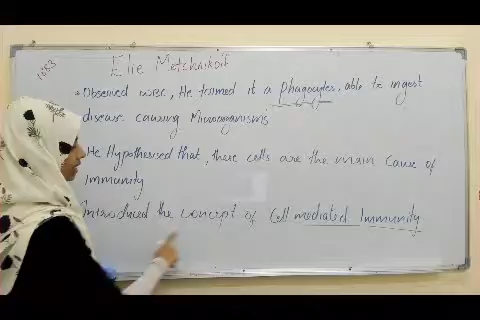 1883
Elie Metchnikoff
• Observed WBC, He termed it a phagocytes, able to ingest
disease causing Microorganisms
He Hypothesised that, these cells are the main cause of
Immunity
Introduced the concept of Cell mediated Immunity